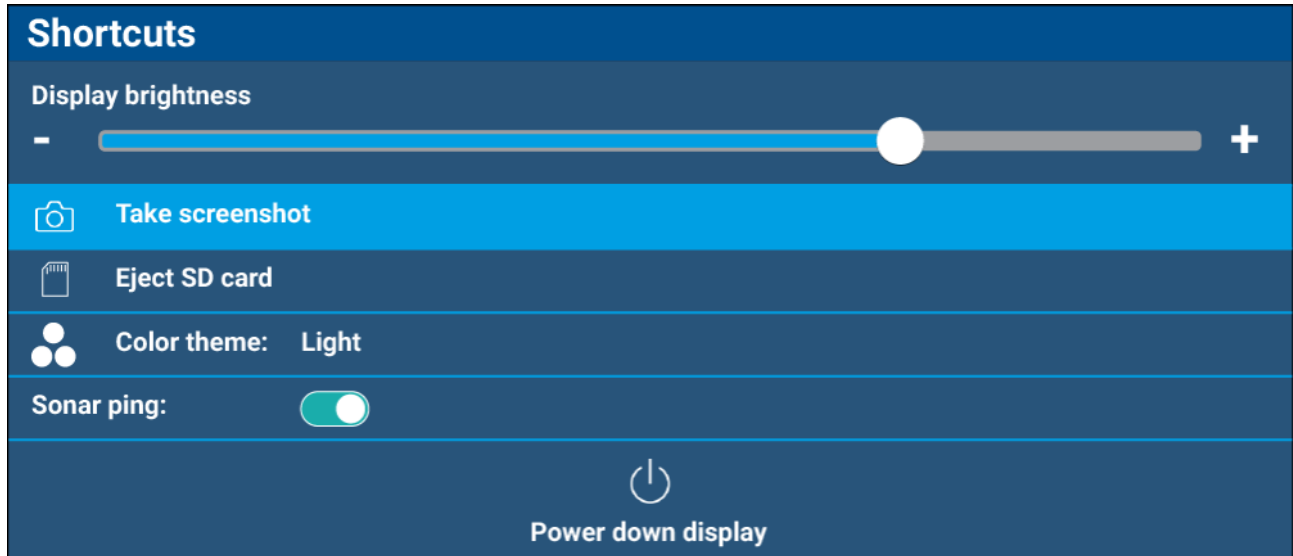 Shortcuts
Display brightness
- +
Take screenshot
Eject SD card
Color theme: Light
Sonar ping:
Power down display